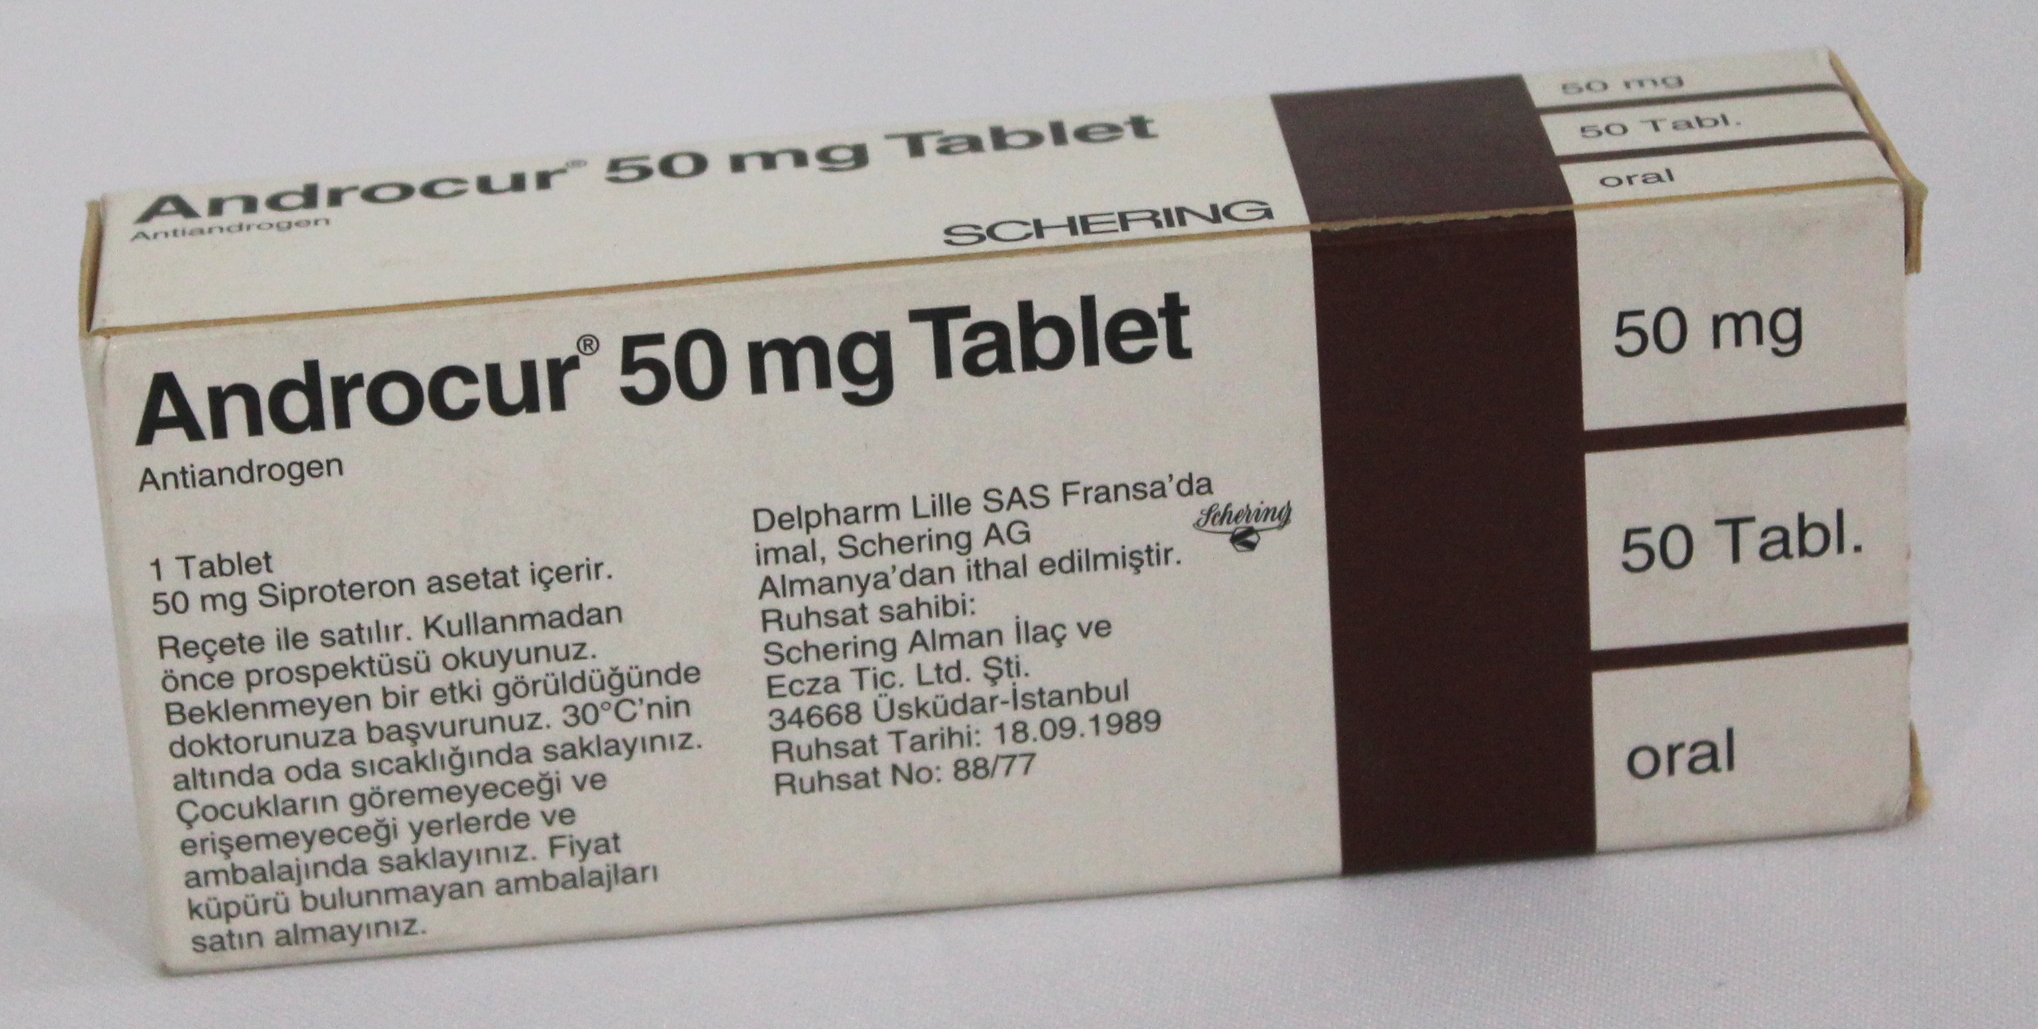 Androcur® 50 mg Tablet
Antiandrogen
SCHERING
50 mg
50 Tabl.
oral
Androcur® 50 mg Tablet
Antiandrogen
1 Tablet
50 mg Siproteron asetat içerir.
Reçete ile satılır. Kullanmadan
önce prospektüsü okuyunuz.
Beklenmeyen bir etki görüldüğünde
doktorunuza başvurunuz. 30°C'nin
altında oda sıcaklığında saklayınız.
Çocukların göremeyeceği ve
erişemeyeceği yerlerde ve
ambalajında saklayınız. Fiyat
küpürü bulunmayan ambalajları
satın almayınız.
Delpharm Lille SAS Fransa'da
imal, Schering AG
Almanya'dan ithal edilmiştir.
Ruhsat sahibi:
Schering Alman İlaç ve
Ecza Tic. Ltd. Şti.
34668 Üsküdar-İstanbul
Ruhsat Tarihi: 18.09.1989
Ruhsat No: 88/77
Schering
50 mg
50 Tabl.
oral